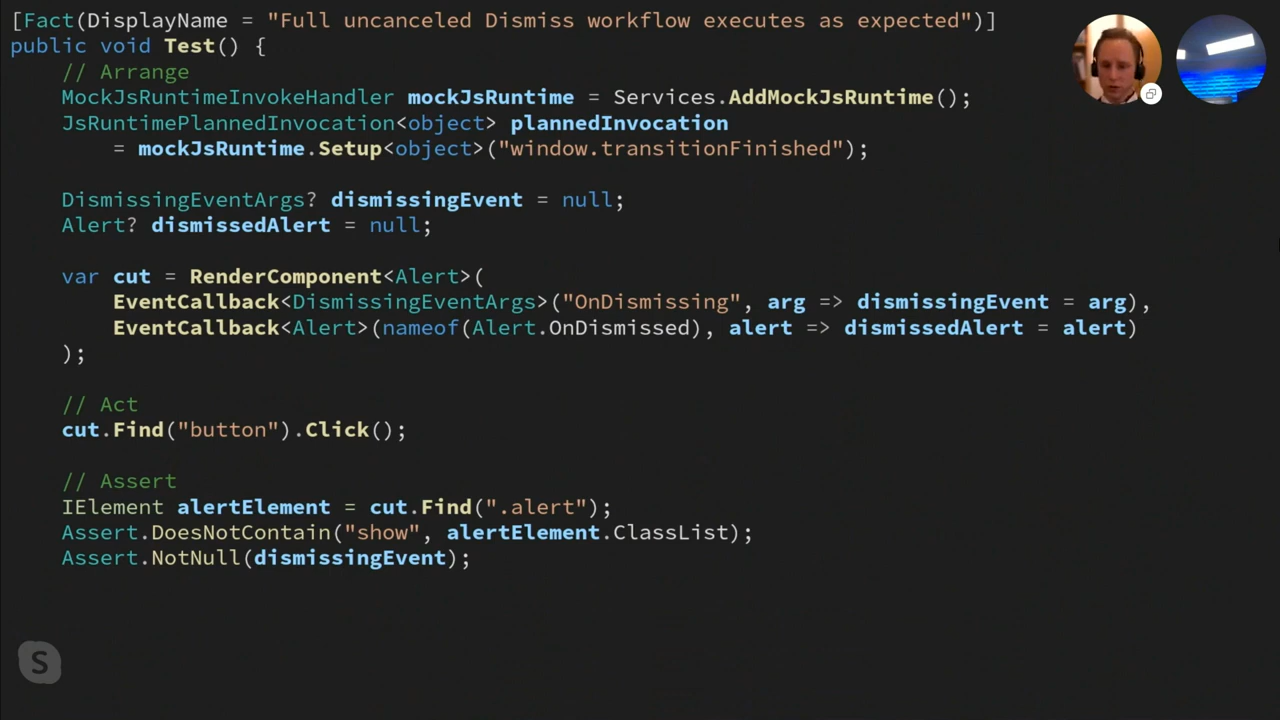 [Fact(DisplayName = "Full uncanceled Dismiss workflow executes as expected")]
public void Test() {
// Arrange
MockJsRuntimeInvokeHandler mockJsRuntime = Services.AddMockJsRuntime();
JsRuntimePlannedInvocation<object> plannedInvocation
= mockJsRuntime.Setup<object>("window.transitionFinished");
DismissingEventArgs? dismissingEvent = null;
Alert? dismissedAlert = null;
var cut = RenderComponent<Alert>(
EventCallback<DismissingEventArgs>("OnDismissing", arg => dismissingEvent = arg),
EventCallback<Alert>(nameof(Alert.OnDismissed), alert => dismissedAlert = alert)
);
// Act
cut.Find("button").Click();
// Assert
IElement alertElement = cut.Find(".alert");
Assert.DoesNotContain("show", alertElement.ClassList);
Assert.NotNull(dismissingEvent);
S